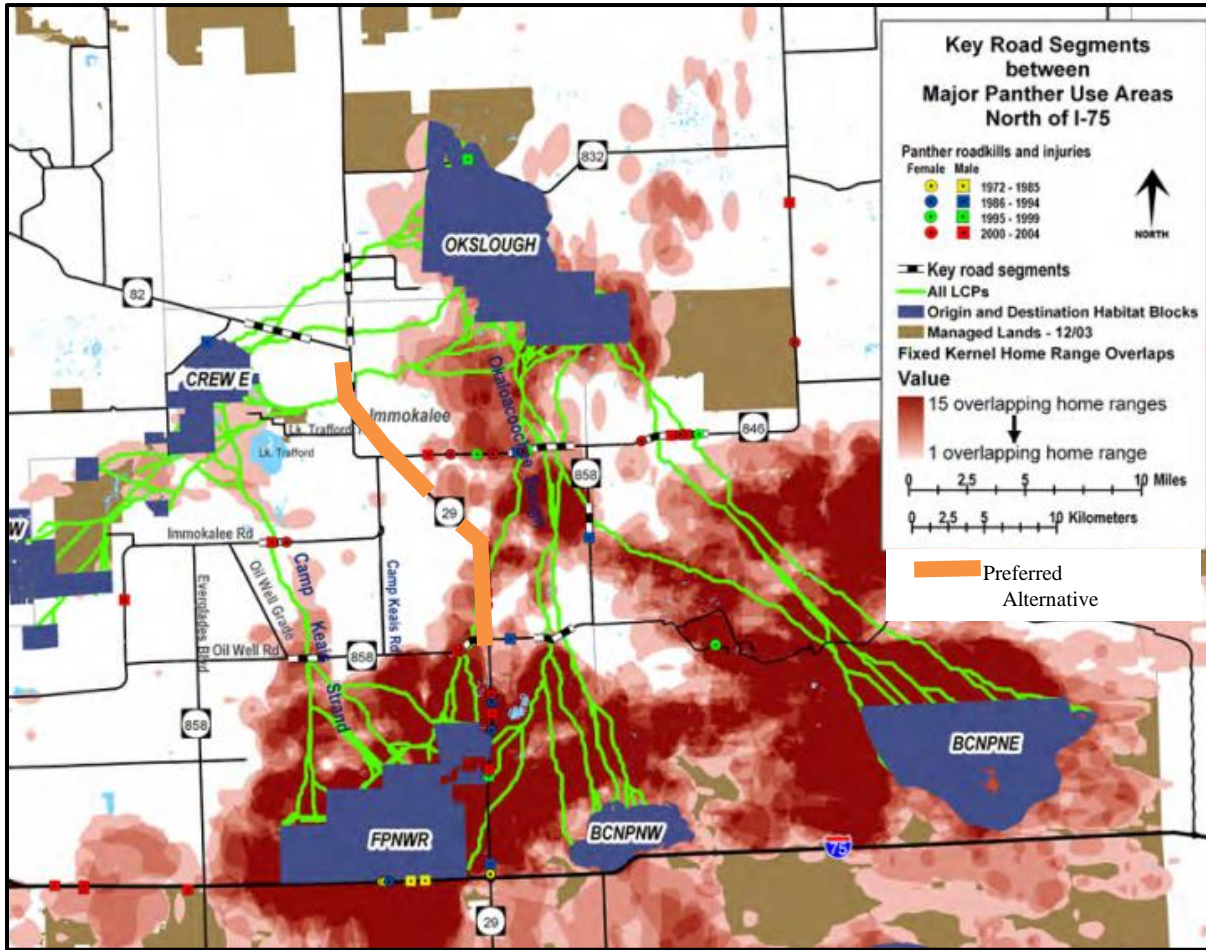 Key Road Segments
between
Major Panther Use Areas
North of I-75
Panther roadkills and injuries
Female Male
1972 - 1985
1986 - 1994
1995 - 1999
2000 - 2004
NORTH
Key road segments
All LCPs
Origin and Destination Habitat Blocks
Managed Lands - 12/03
Fixed Kernel Home Range Overlaps
Value
15 overlapping home ranges
1 overlapping home range
0 2.5 5 10 Miles
0 2.5 5 10 Kilometers
Preferred
Alternative
832
OKSLOUGH
82
CREW E
Immokalee
Lk. Trafford
Lk. Trafford
Okaloacoochee
846
858
W
Immokalee Rd
29
Camp
Keais
Strand
Oil Well Grade
Everglades Blvd
Camp Keais Rd
Oil Well Rd
858
858
BCNPNE
FPNWR
BCNPNW
75
29